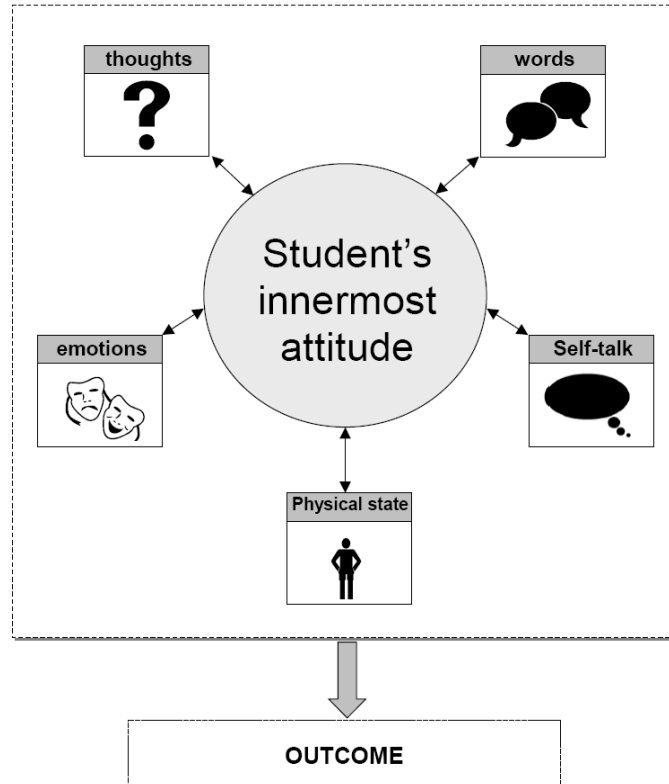 thoughts
words
Student's
innermost
attitude
emotions
Self-talk
Physical state
OUTCOME